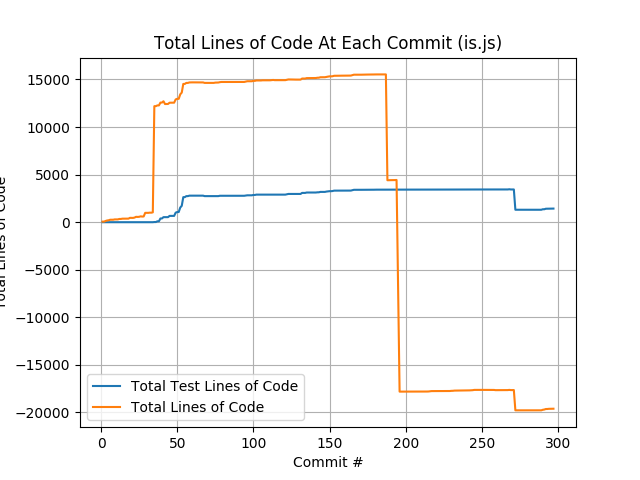 Total Lines of Code At Each Commit (is.js)
Total Lines of Code
15000
10000
5000
0
−5000
−10000
−15000
−20000
Total Test Lines of Code
Total Lines of Code
0 50 100 150 200 250 300
Commit #